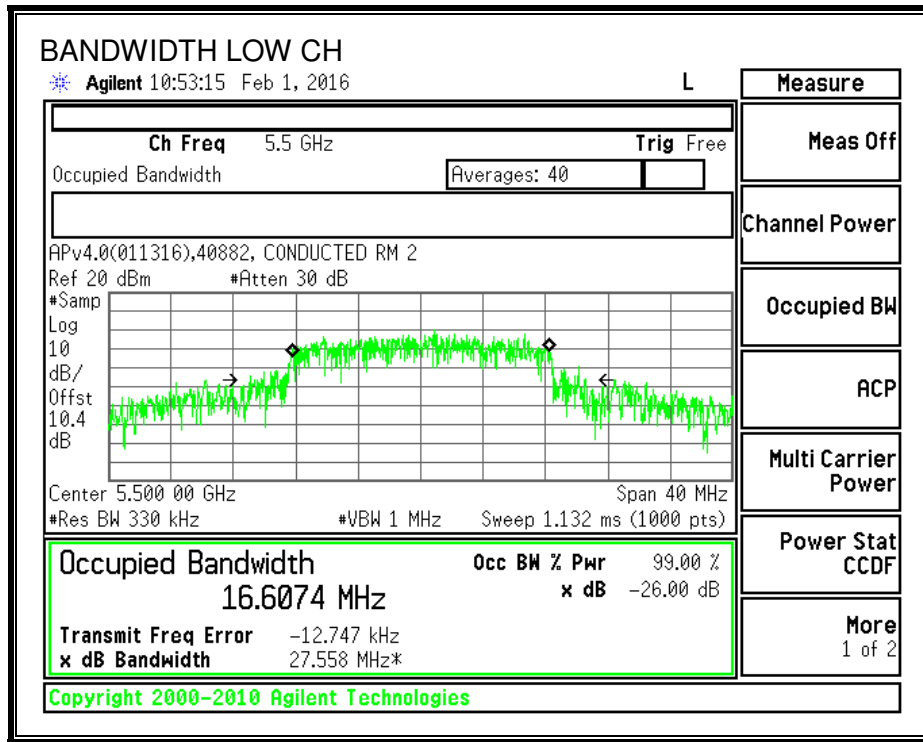 BANDWIDTH LOW CH
Agilent 10:53:15 Feb 1, 2016 L
Measure
Ch Freq 5.5 GHz Trig Free
Meas Off
Occupied Bandwidth Averages: 40
Channel Power
APv4.0(011316),40882, CONDUCTED RM 2
Ref 20 dBm #Atten 30 dB
#Samp
Log
10
dB/
Offst
10.4
dB
Occupied BW
ACP
Multi Carrier
Power
Center 5.500 00 GHz Span 40 MHz
#Res BW 330 kHz #VBW 1 MHz Sweep 1.132 ms (1000 pts)
Power Stat
CCDF
Occupied Bandwidth Occ BW % Pwr 99.00 %
16.6074 MHz x dB -26.00 dB
Transmit Freq Error -12.747 kHz
x dB Bandwidth 27.558 MHz*
More
1 of 2
Copyright 2000-2010 Agilent Technologies